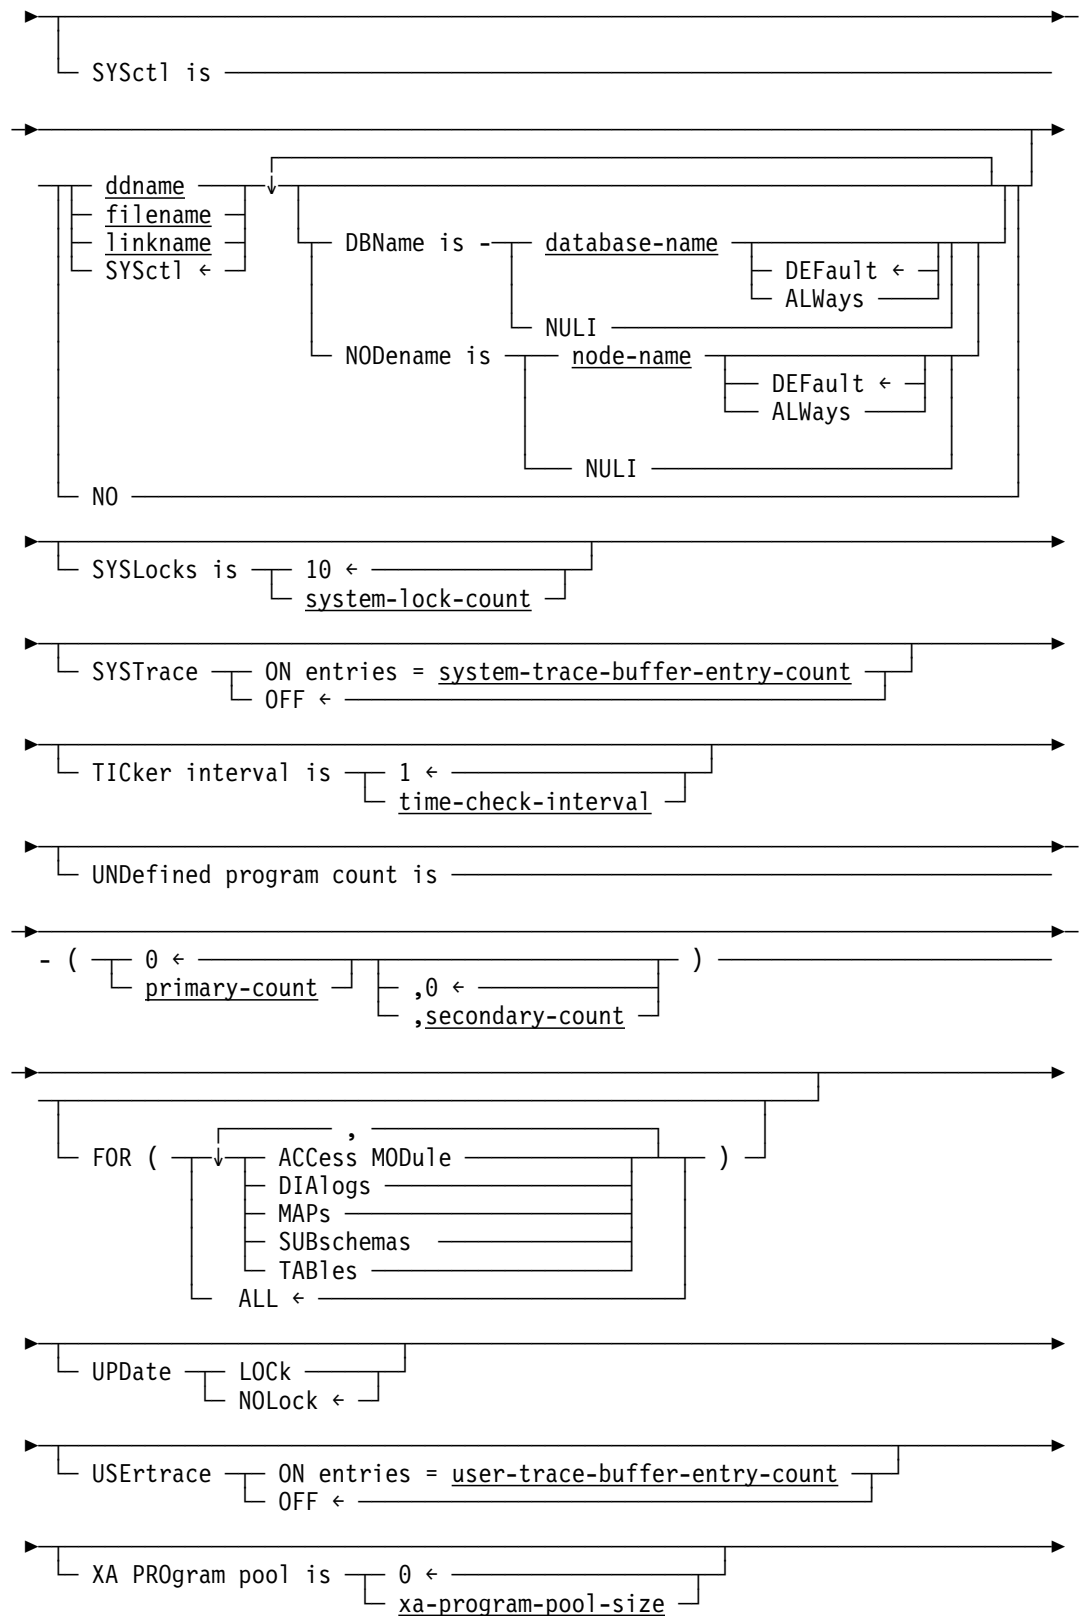 SYSctl is
ddname
filename
linkname
SYSctl ←
DBName is - database-name
DEFault ←
ALWays
NULI
NODename is node-name
DEFault ←
ALWays
NULI
NO
SYSLocks is 10 ←
system-lock-count
SYSTrace ON entries = system-trace-buffer-entry-count
OFF ←
TICker interval is 1 ←
time-check-interval
UNDefined program count is
- ( 0 ← )
primary-count ,0 ←
,secondary-count
,
FOR ( ACCess MODule )
DIAlogs
MAPs
SUBschemas
TABles
ALL ←
UPDate LOCk
NOLock ←
USErtrace ON entries = user-trace-buffer-entry-count
OFF ←
XA PROgram pool is 0 ←
xa-program-pool-size